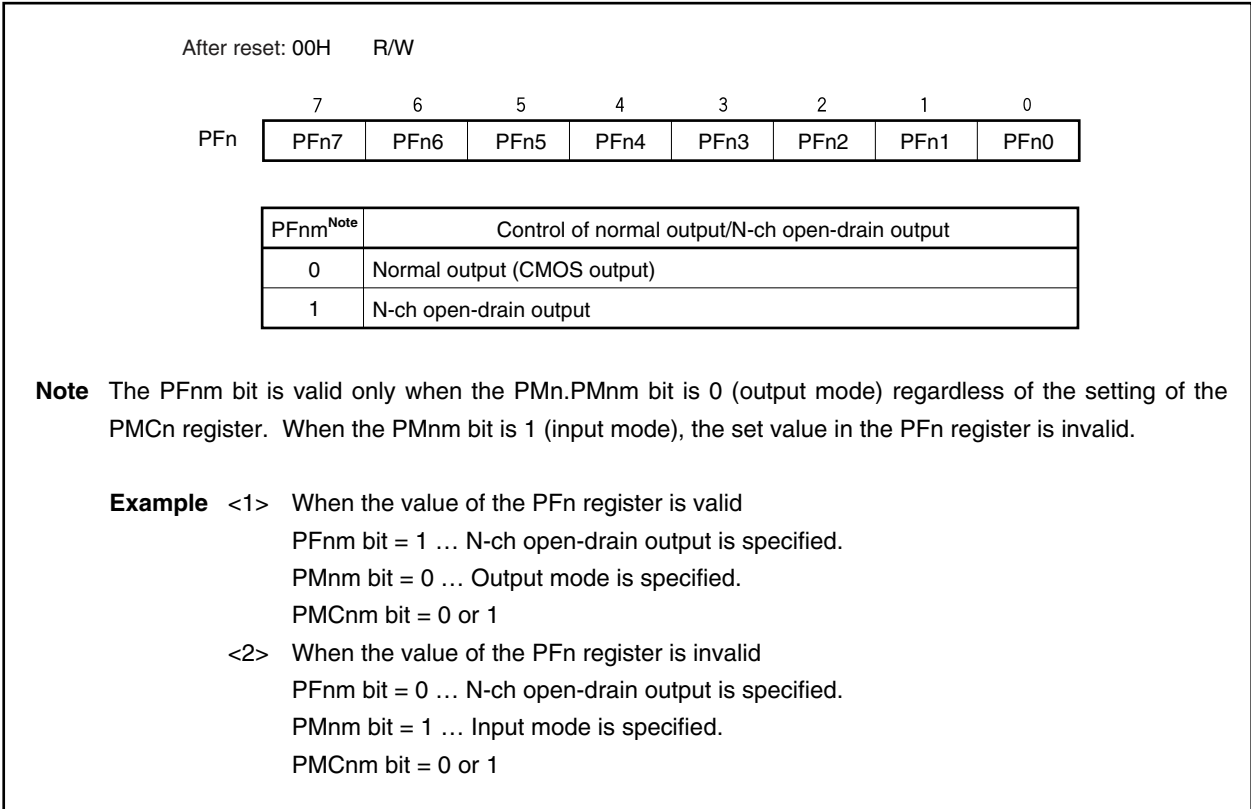 After reset: 00H R/W
7 6 5 4 3 2 1 0
PFn PFn7 PFn6 PFn5 PFn4 PFn3 PFn2 PFn1 PFn0
PFnmNote Control of normal output/N-ch open-drain output
0 Normal output (CMOS output)
1 N-ch open-drain output
Note The PFnm bit is valid only when the PMn.PMnm bit is 0 (output mode) regardless of the setting of the
PMCn register. When the PMnm bit is 1 (input mode), the set value in the PFn register is invalid.
Example <1> When the value of the PFn register is valid
PFnm bit = 1 … N-ch open-drain output is specified.
PMnm bit = 0 … Output mode is specified.
PMCnm bit = 0 or 1
<2> When the value of the PFn register is invalid
PFnm bit = 0 … N-ch open-drain output is specified.
PMnm bit = 1 … Input mode is specified.
PMCnm bit = 0 or 1